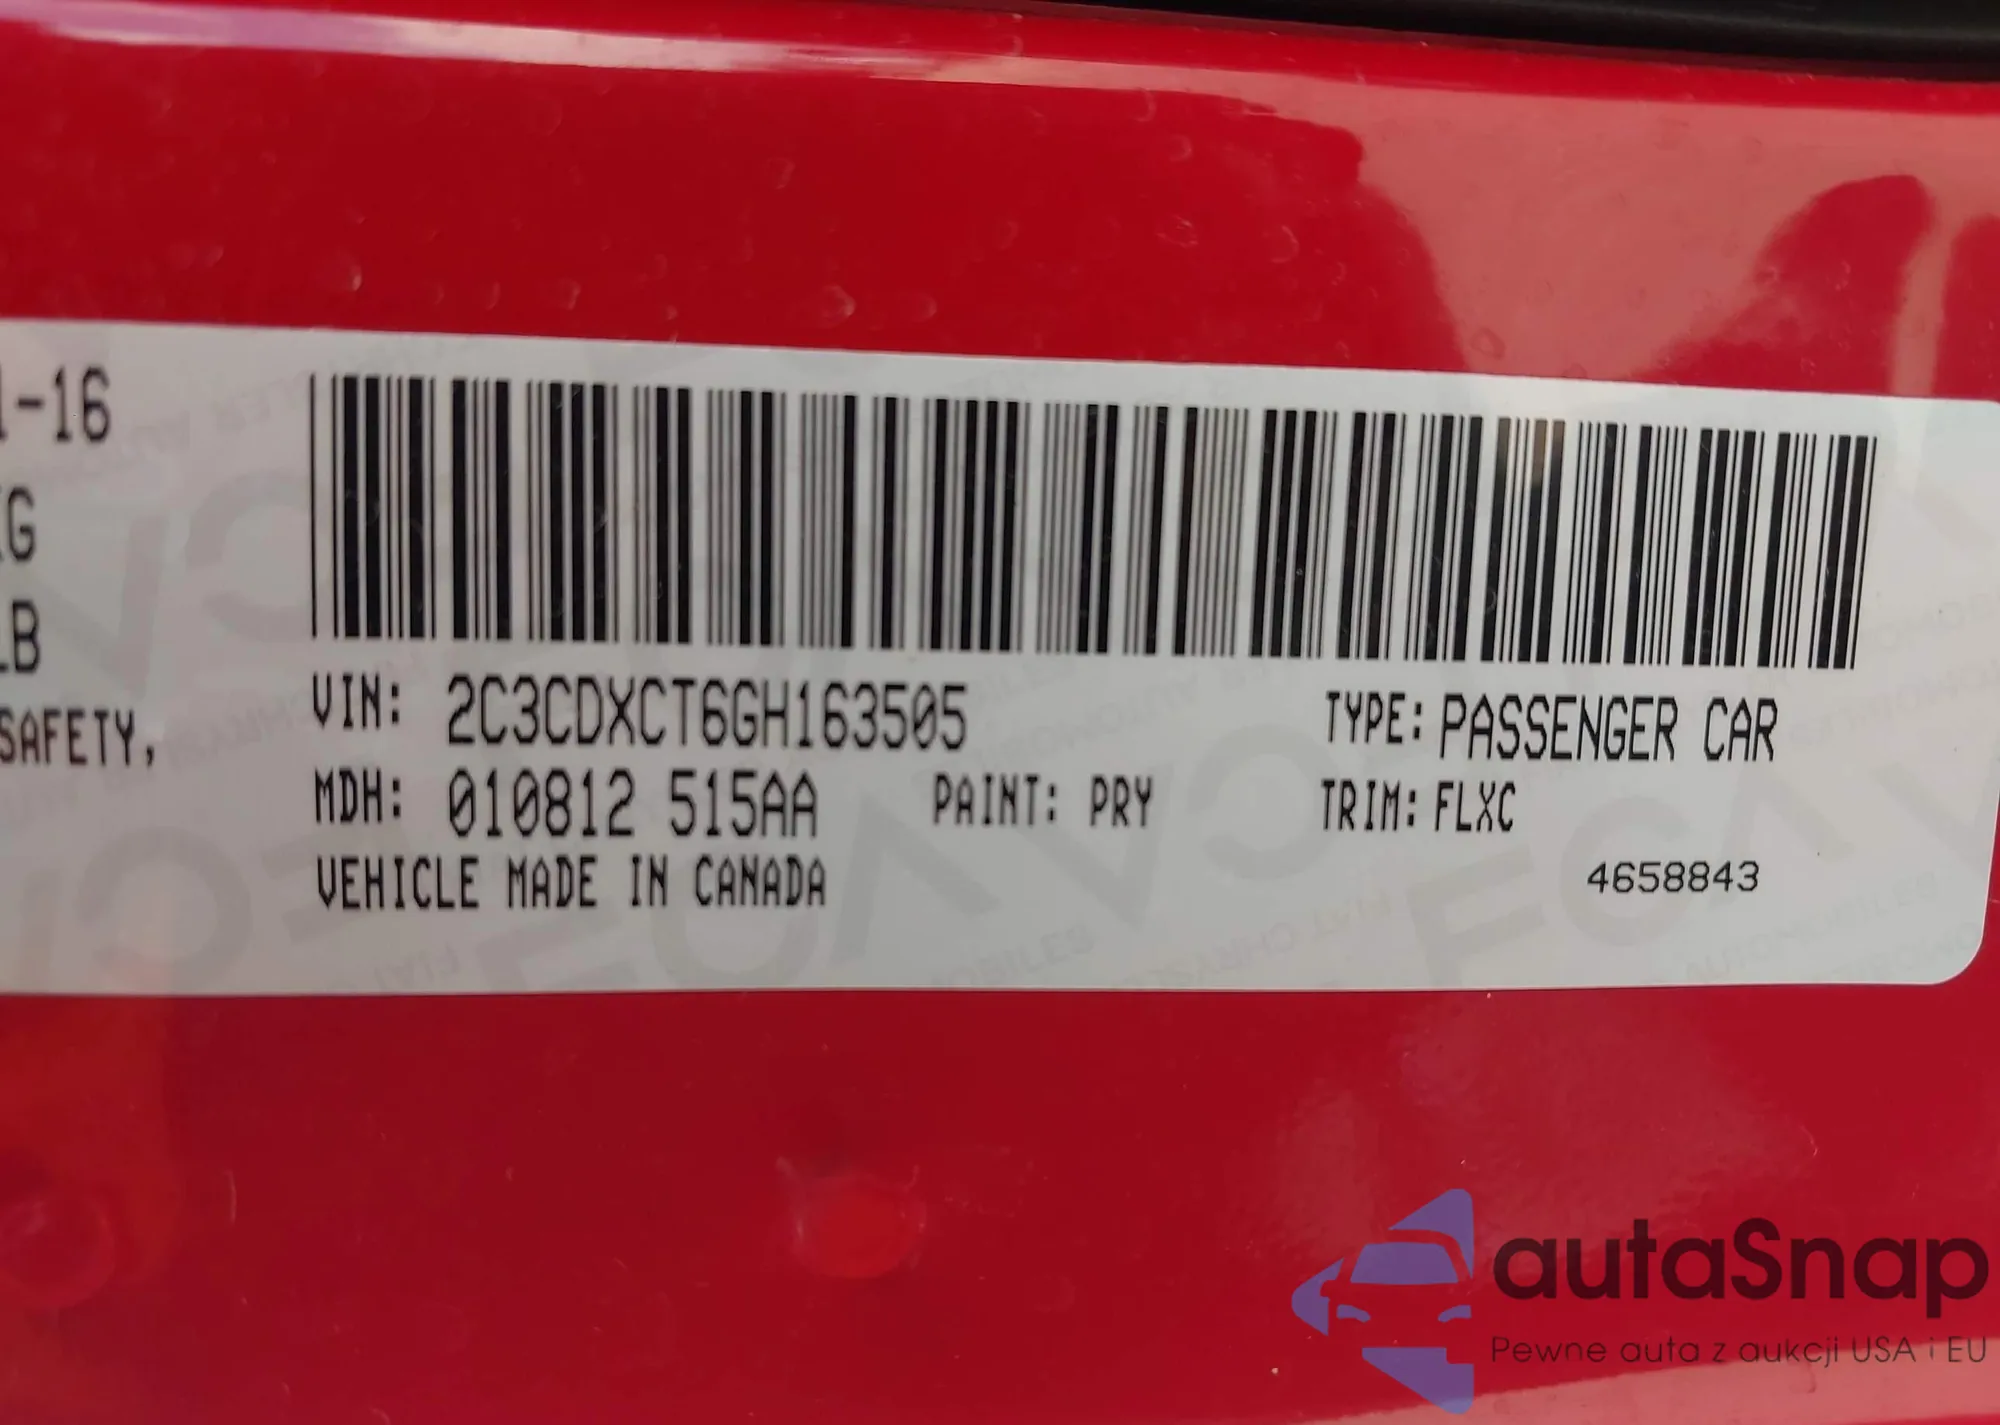 1-16
G
LB
SAFETY,
VIN: 2C3CDXCT6GH163505
TYPE: PASSENGER CAR
MDH: 010812 515AA
PAINT: PRY
TRIM: FLXC
VEHICLE MADE IN CANADA
4658843
autaSnap
Pewne auta z aukcji USA i EU